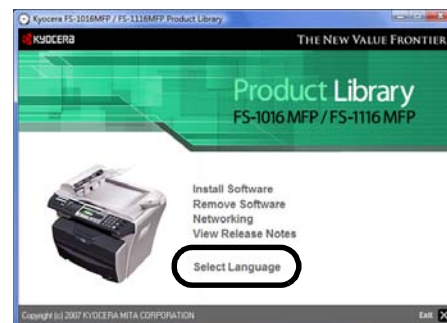 Kyocera FS-1016MFP / FS-1116MFP Product Library
KYOCERA
THE NEW VALUE FRONTIER
Product Library
FS-1016 MFP / FS-1116 MFP
Install Software
Remove Software
Networking
View Release Notes
Select Language
Copyright (c) 2007 KYOCERA MITA CORPORATION
Exit X